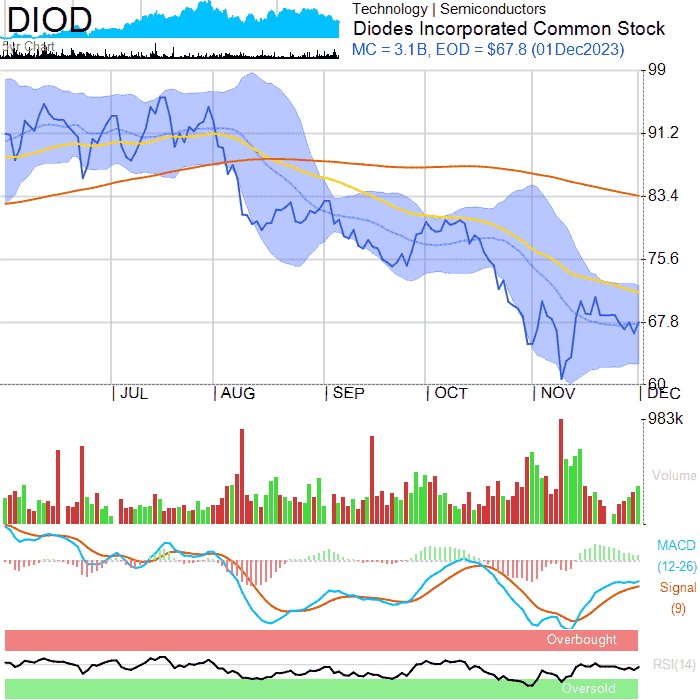 DIOD
5yr Chart
Technology | Semiconductors
Diodes Incorporated Common Stock
MC = 3.1B, EOD = $67.8 (01Dec2023)
99
91.2
83.4
75.6
67.8
60
JUL AUG SEP OCT NOV DEC
983k
Volume
MACD
(12-26)
Signal
(9)
Overbought
RSI(14)
Oversold